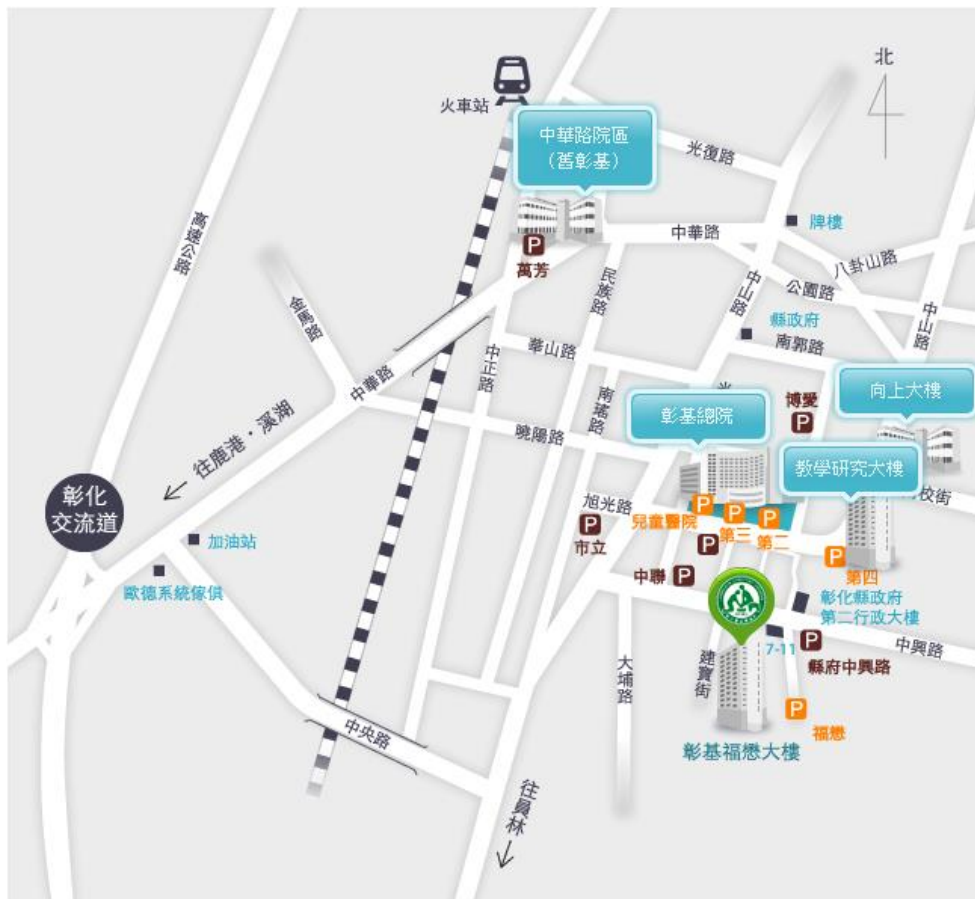 北
火車站
中華路院區
（舊彰基）
光復路
高速公路
中華路
牌樓
萬芳
民族路
八卦山路
公園路
金馬路
中山路
中山路
縣政府
南郭路
中正路
華山路
中華路
南瑤路
光
博愛
向上大樓
彰基總院
曉陽路
往鹿港・溪湖
教學研究大樓
校街
彰化
交流道
旭光路
兒童醫院
第三
第二
市立
加油站
第四
中聯
歐德系統傢俱
彰化縣政府
第二行政大樓
7-11
中興路
縣府中興路
大埔路
建寶街
福懋
中央路
彰基福懋大樓
往員林